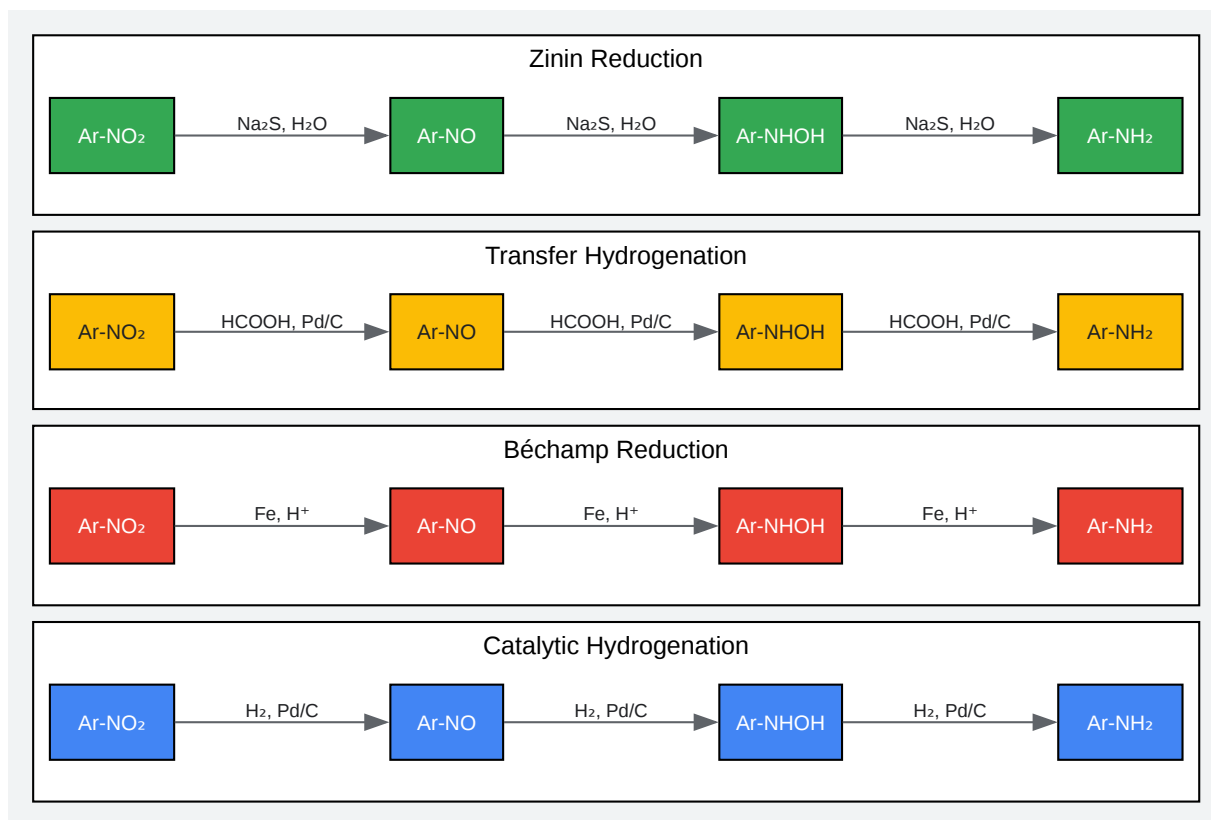 Zinin Reduction
Ar-NO₂
Na₂S, H₂O
Ar-NO
Na₂S, H₂O
Ar-NHOH
Na₂S, H₂O
Ar-NH₂
Transfer Hydrogenation
Ar-NO₂
HCOOH, Pd/C
Ar-NO
HCOOH, Pd/C
Ar-NHOH
HCOOH, Pd/C
Ar-NH₂
Béchamp Reduction
Ar-NO₂
Fe, H⁺
Ar-NO
Fe, H⁺
Ar-NHOH
Fe, H⁺
Ar-NH₂
Catalytic Hydrogenation
Ar-NO₂
H₂, Pd/C
Ar-NO
H₂, Pd/C
Ar-NHOH
H₂, Pd/C
Ar-NH₂